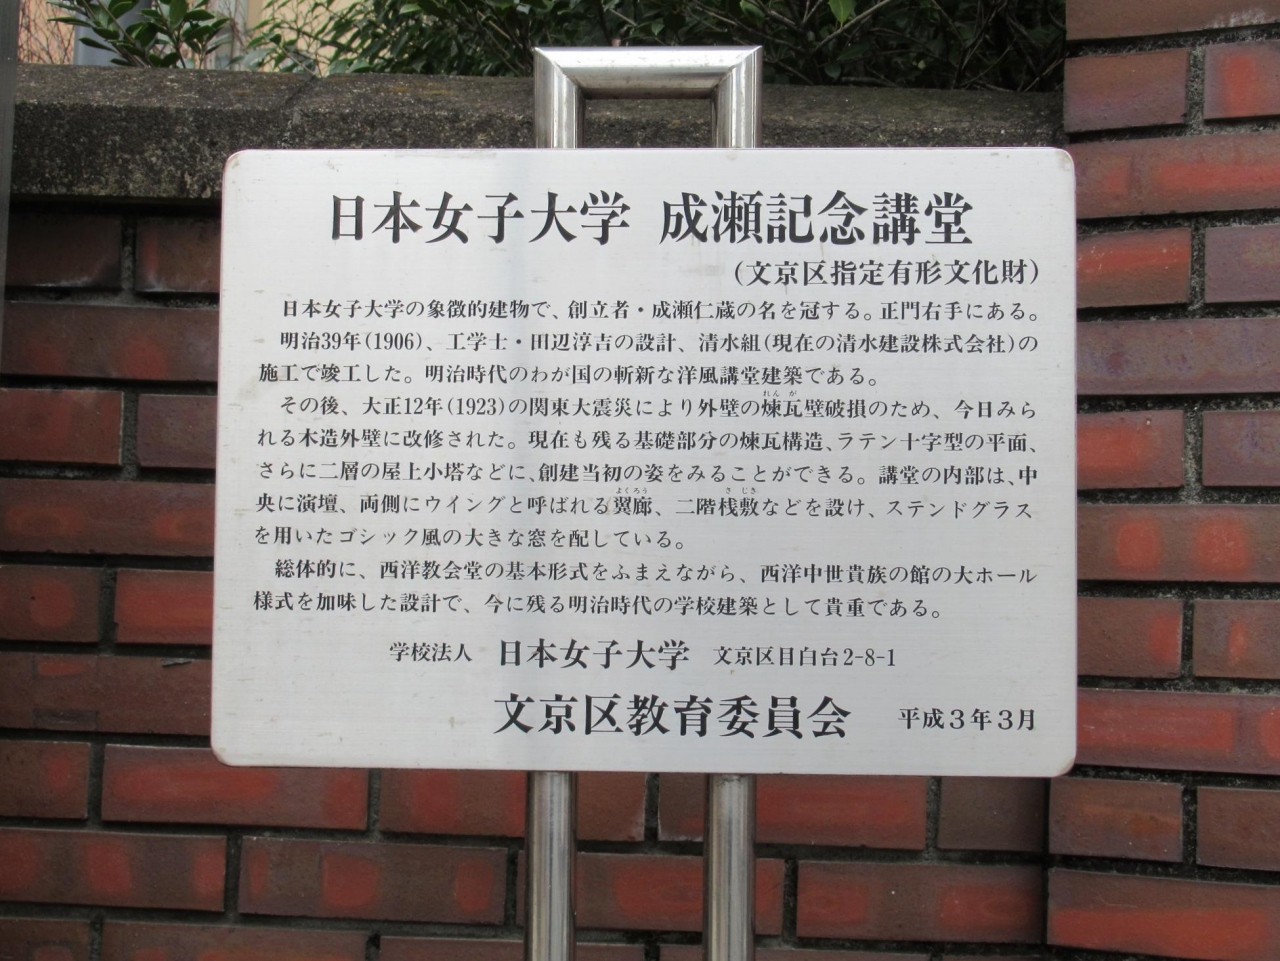 日本女子大学 成瀬記念講堂
(文京区指定有形文化財)
日本女子大学の象徴的建物で、創立者・成瀬仁蔵の名を冠する。正門右手にある。
明治39年(1906)、工学士・田辺淳吉の設計、清水組(現在の清水建設株式会社)の
施工で竣工した。明治時代のわが国の斬新な洋風講堂建築である。
れん が
その後、大正12年(1923)の関東大震災により外壁の煉瓦壁破損のため、今日みら
れる木造外壁に改修された。現在も残る基礎部分の煉瓦構造、ラテン十字型の平面、
さらに二層の屋上小塔などに、創建当初の姿をみることができる。講堂の内部は、中
よくろう さ じき
央に演壇、両側にウイングと呼ばれる翼廊、二階桟敷などを設け、ステンドグラス
を用いたゴシック風の大きな窓を配している。
総体的に、西洋教会堂の基本形式をふまえながら、西洋中世貴族の館の大ホール
様式を加味した設計で、今に残る明治時代の学校建築として貴重である。
学校法人 日本女子大学 文京区目白台2-8-1
文京区教育委員会 平成3年3月